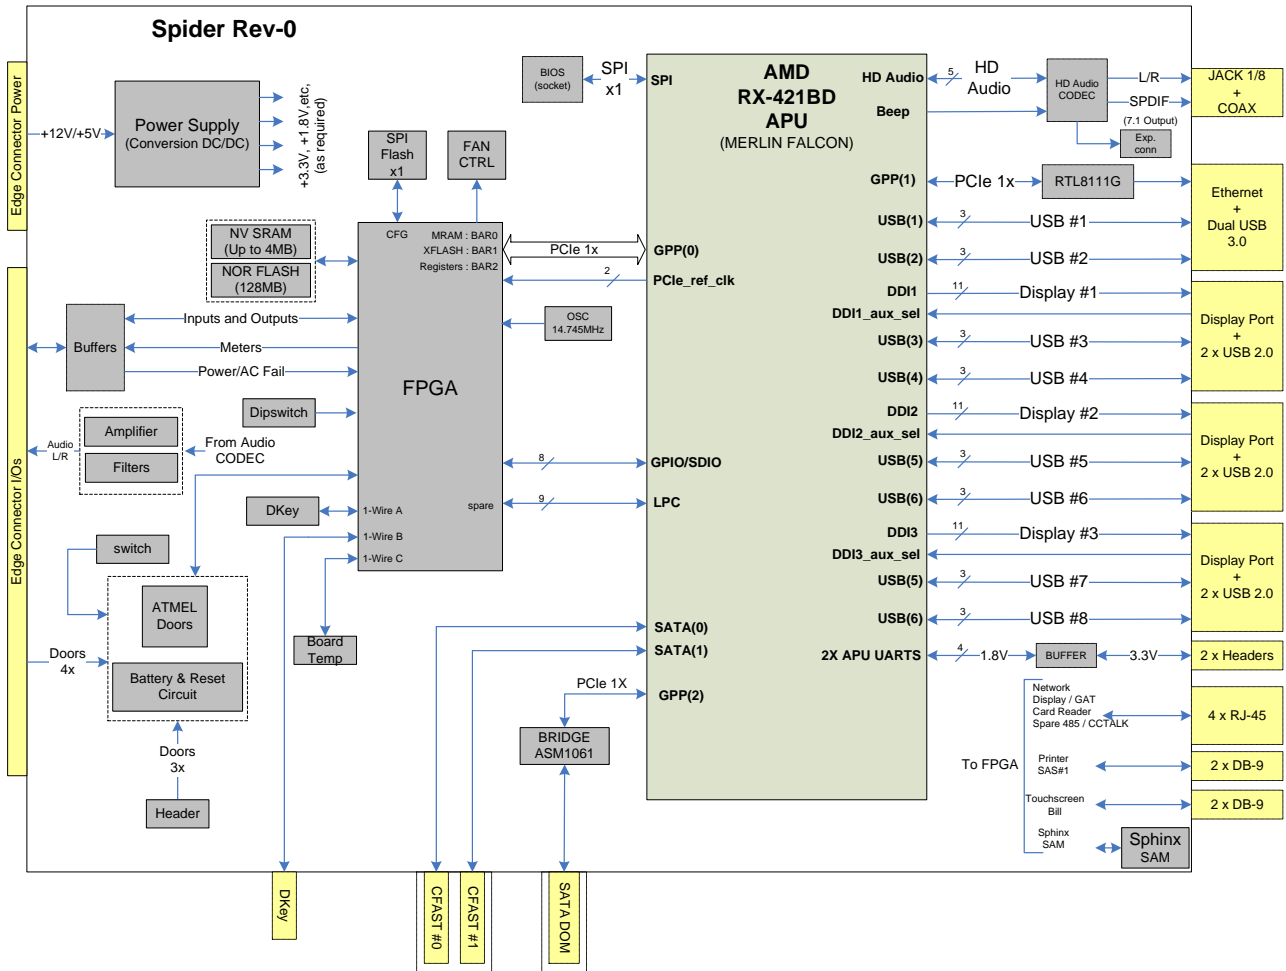 Spider Rev-0
Edge Connector Power
+12V/+5V
Power Supply
(Conversion DC/DC)
+3.3V, +1.8V,etc,
(as required)
BIOS
(socket)
SPI
x1
SPI
AMD
RX-421BD
APU
(MERLIN FALCON)
HD Audio
5
HD
Audio
HD Audio
CODEC
L/R
SPDIF
(7.1 Output)
JACK 1/8
+
COAX
Beep
Exp.
conn
SPI
Flash
x1
FAN
CTRL
GPP(1)
PCIe 1x
RTL8111G
Ethernet
+
Dual USB
3.0
USB(1)
3
USB #1
USB(2)
3
USB #2
NV SRAM
(Up to 4MB)
NOR FLASH
(128MB)
CFG
MRAM : BAR0
XFLASH : BAR1
Registers : BAR2
PCIe 1x
GPP(0)
2
PCIe_ref_clk
OSC
14.745MHz
FPGA
DDI1
11
Display #1
DDI1_aux_sel
USB(3)
3
USB #3
USB(4)
3
USB #4
Display Port
+
2 x USB 2.0
Edge Connector I/Os
Buffers
Inputs and Outputs
Meters
Power/AC Fail
Dipswitch
Audio
L/R
Amplifier
Filters
From Audio
CODEC
DDI2
11
Display #2
DDI2_aux_sel
USB(5)
3
USB #5
USB(6)
3
USB #6
Display Port
+
2 x USB 2.0
8
GPIO/SDIO
spare
9
LPC
DKey
1-Wire A
1-Wire B
1-Wire C
DDI3
11
Display #3
DDI3_aux_sel
USB(5)
3
USB #7
USB(6)
3
USB #8
Display Port
+
2 x USB 2.0
switch
ATMEL
Doors
Battery & Reset
Circuit
Doors
4x
Doors
3x
Header
Board
Temp
SATA(0)
SATA(1)
PCIe 1X
GPP(2)
BRIDGE
ASM1061
2X APU UARTS
4
1.8V
BUFFER
3.3V
2 x Headers
To FPGA
Network
Display / GAT
Card Reader
Spare 485 / CCTALK
4 x RJ-45
Printer
SAS#1
2 x DB-9
Touchscreen
Bill
2 x DB-9
Sphinx
SAM
Sphinx
SAM
DKey
CFAST #0
CFAST #1
SATA DOM